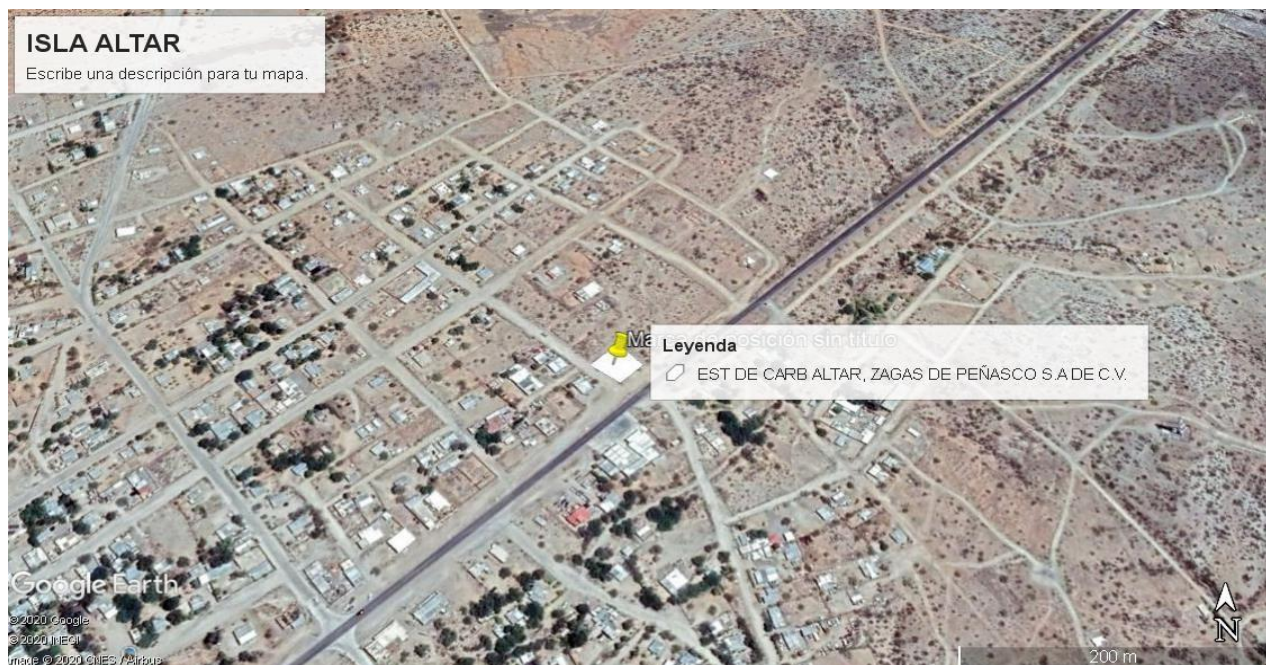 ISLA ALTAR
Escribe una descripción para tu mapa.
Leyenda
EST DE CARB ALTAR, ZAGAS DE PEÑASCO S.A DE C.V.
Google Earth
© 2020 Google
© 2020 INEGI
Image © 2020 CNES / Airbus
N
200 m